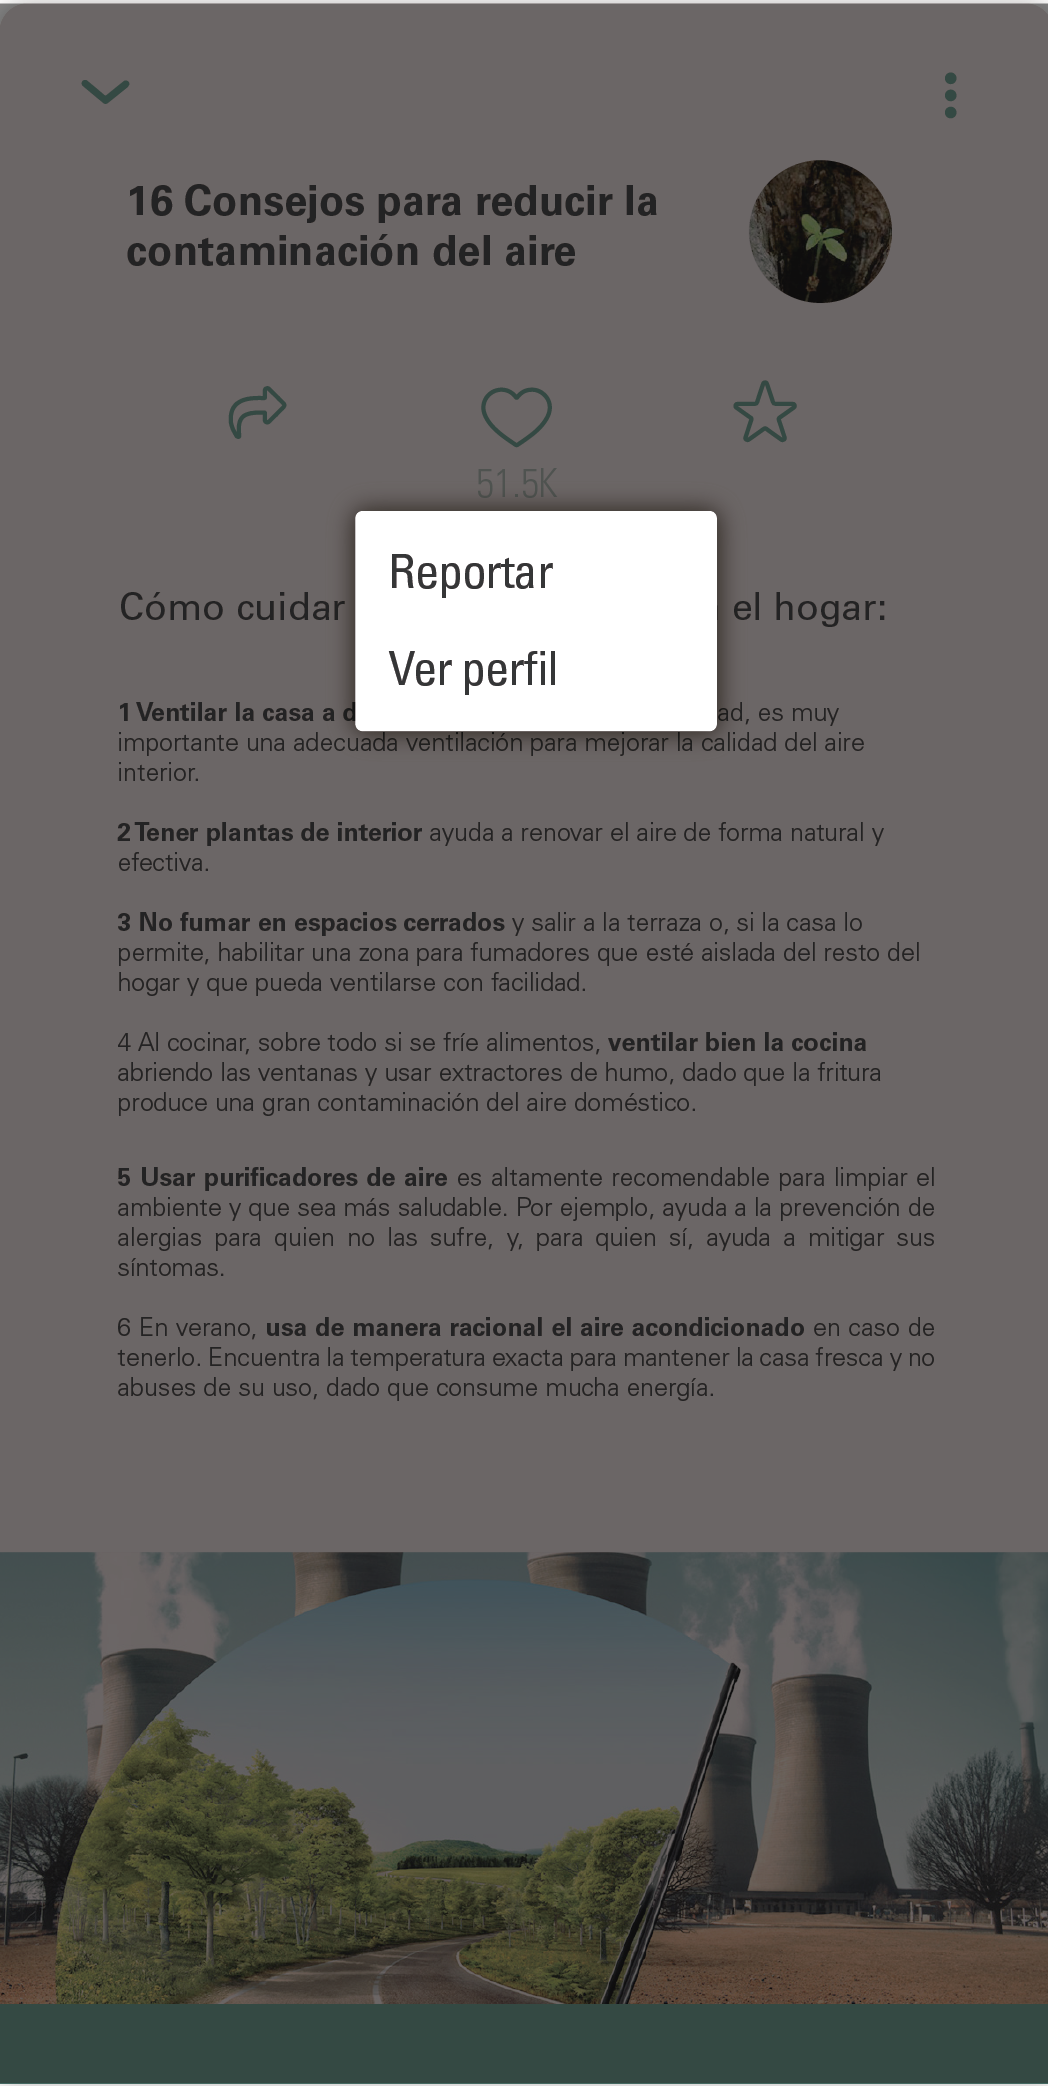 16 Consejos para reducir la
contaminación del aire
51.5K
Reportar
Cómo cuidar el hogar:
Ver perfil
1 Ventilar la casa a es muy
importante una adecuada ventilación para mejorar la calidad del aire
interior.
2 Tener plantas de interior ayuda a renovar el aire de forma natural y
efectiva.
3 No fumar en espacios cerrados y salir a la terraza o, si la casa lo
permite, habilitar una zona para fumadores que esté aislada del resto del
hogar y que pueda ventilarse con facilidad.
4 Al cocinar, sobre todo si se fríe alimentos, ventilar bien la cocina
abriendo las ventanas y usar extractores de humo, dado que la fritura
produce una gran contaminación del aire doméstico.
5 Usar purificadores de aire es altamente recomendable para limpiar el
ambiente y que sea más saludable. Por ejemplo, ayuda a la prevención de
alergias para quien no las sufre, y, para quien sí, ayuda a mitigar sus
síntomas.
6 En verano, usa de manera racional el aire acondicionado en caso de
tenerlo. Encuentra la temperatura exacta para mantener la casa fresca y no
abuses de su uso, dado que consume mucha energía.